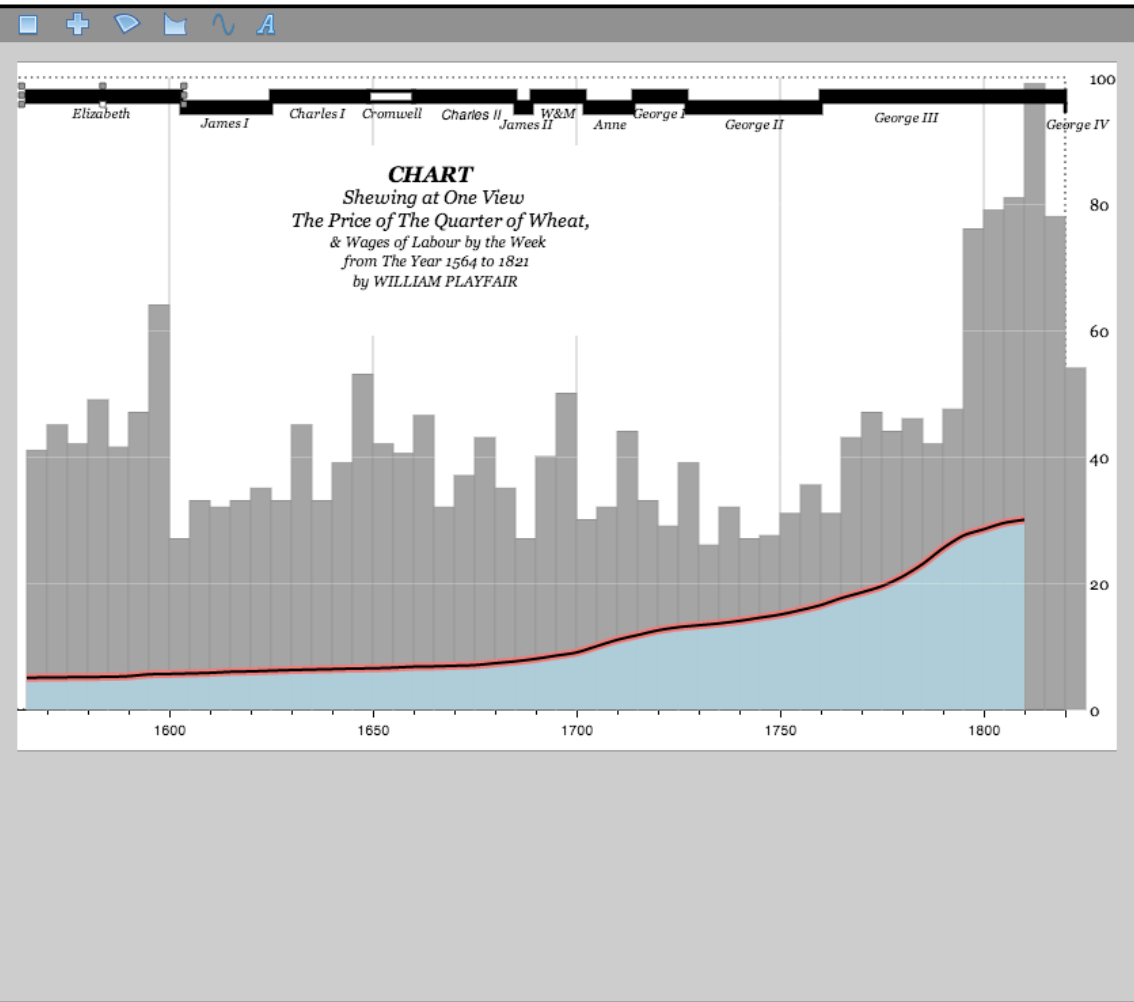 A
100
Elizabeth
James I
Charles I
Cromwell
Charles II
James II
W&M
Anne
George I
George II
George III
George IV
CHART
Shewing at One View
The Price of The Quarter of Wheat,
& Wages of Labour by the Week
from The Year 1564 to 1821
by WILLIAM PLAYFAIR
80
60
40
20
0
1600 1650 1700 1750 1800